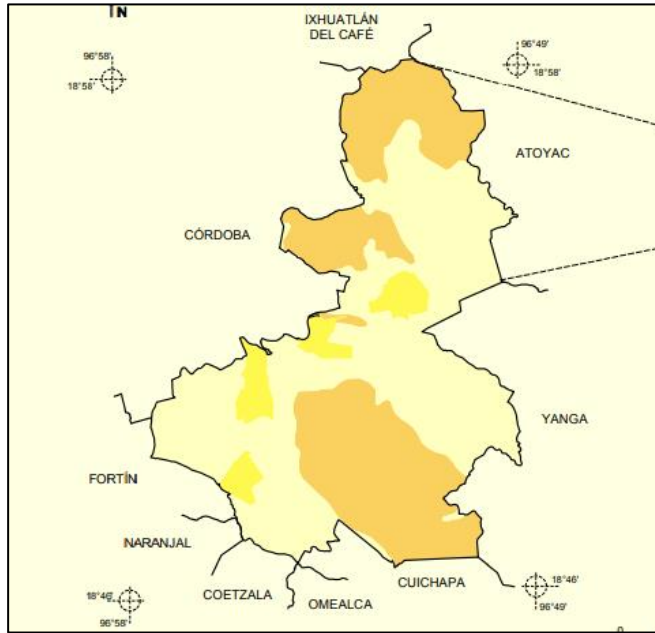 N
IXHUATLÁN
DEL CAFÉ
96°58'
18°58'
96°49'
18°58'
ATOYAC
CÓRDOBA
YANGA
FORTÍN
NARANJAL
COETZALA
OMEALCA
CUICHAPA
18°46'
96°58'
18°46'
96°49'